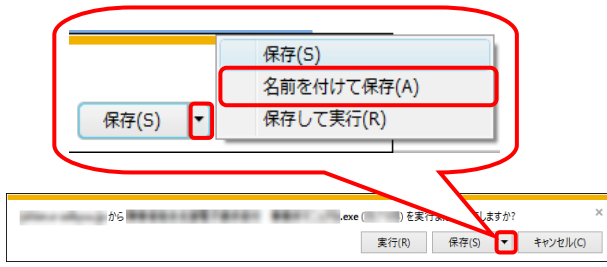 保存(S)
名前を付けて保存(A)
保存(S)
保存して実行(R)
から .exe ( ) を実行 しますか?
実行(R) 保存(S) キャンセル(C)